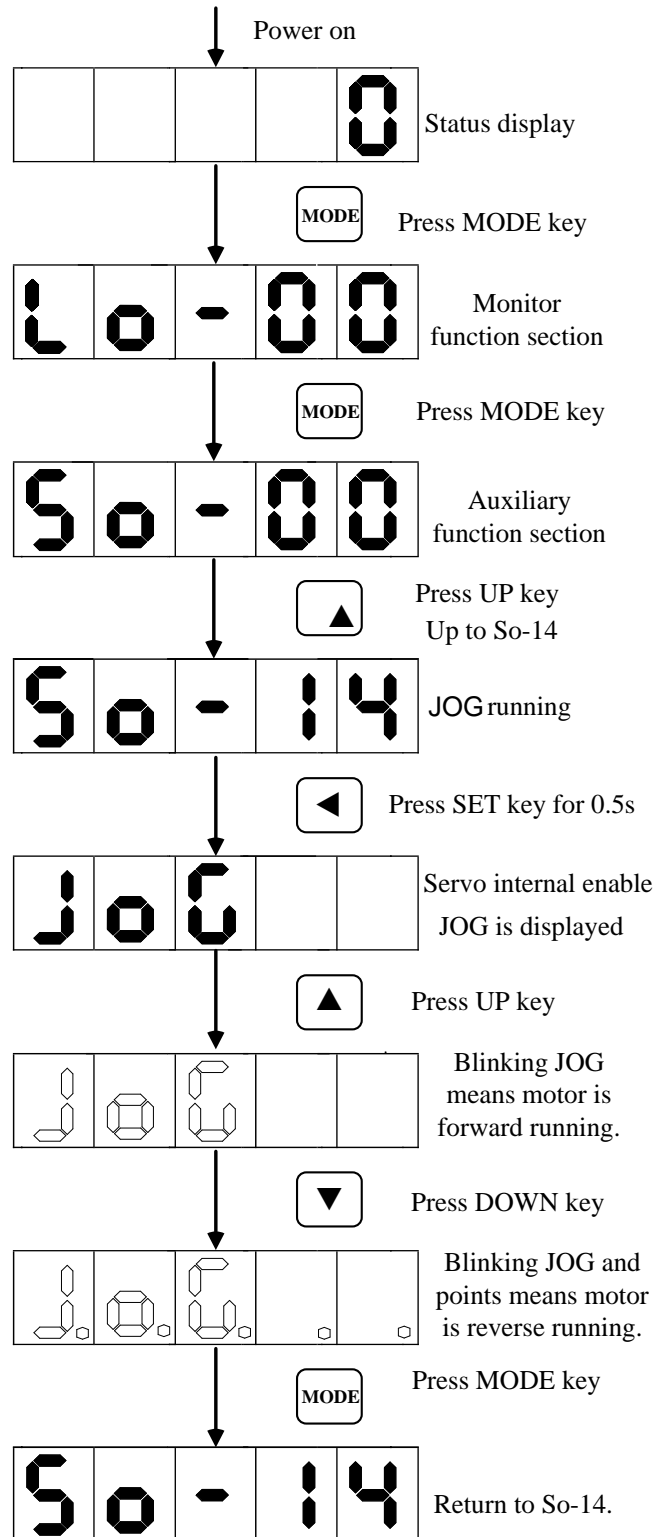 Power on
0
Status display
MODE
Press MODE key
Lo-00
Monitor
function section
MODE
Press MODE key
So-00
Auxiliary
function section
Press UP key
Up to So-14
So-14
JOG running
Press SET key for 0.5s
JoG
Servo internal enable
JOG is displayed
Press UP key
JoG
Blinking JOG
means motor is
forward running.
Press DOWN key
J.o.G. . .
Blinking JOG and
points means motor
is reverse running.
MODE
Press MODE key
So-14
Return to So-14.